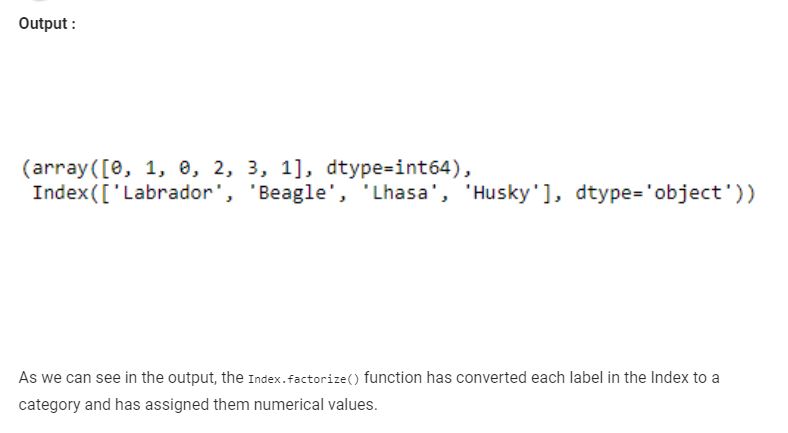 Output :
(array([0, 1, 0, 2, 3, 1], dtype=int64),
Index(['Labrador', 'Beagle', 'Lhasa', 'Husky'], dtype='object'))
As we can see in the output, the Index.factorize() function has converted each label in the Index to a
category and has assigned them numerical values.